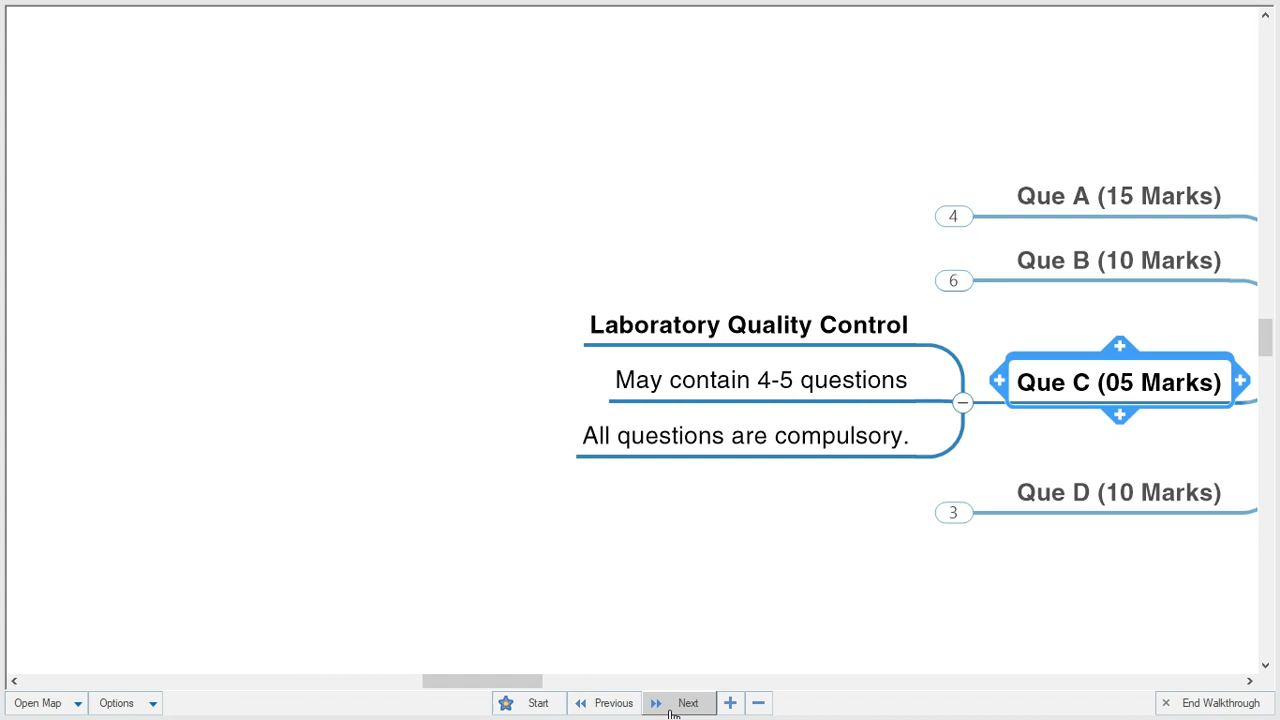 Que A (15 Marks)
4
Que B (10 Marks)
6
Laboratory Quality Control
May contain 4-5 questions
All questions are compulsory.
Que C (05 Marks)
Que D (10 Marks)
3
Open Map
Options
Start
Previous
Next
End Walkthrough